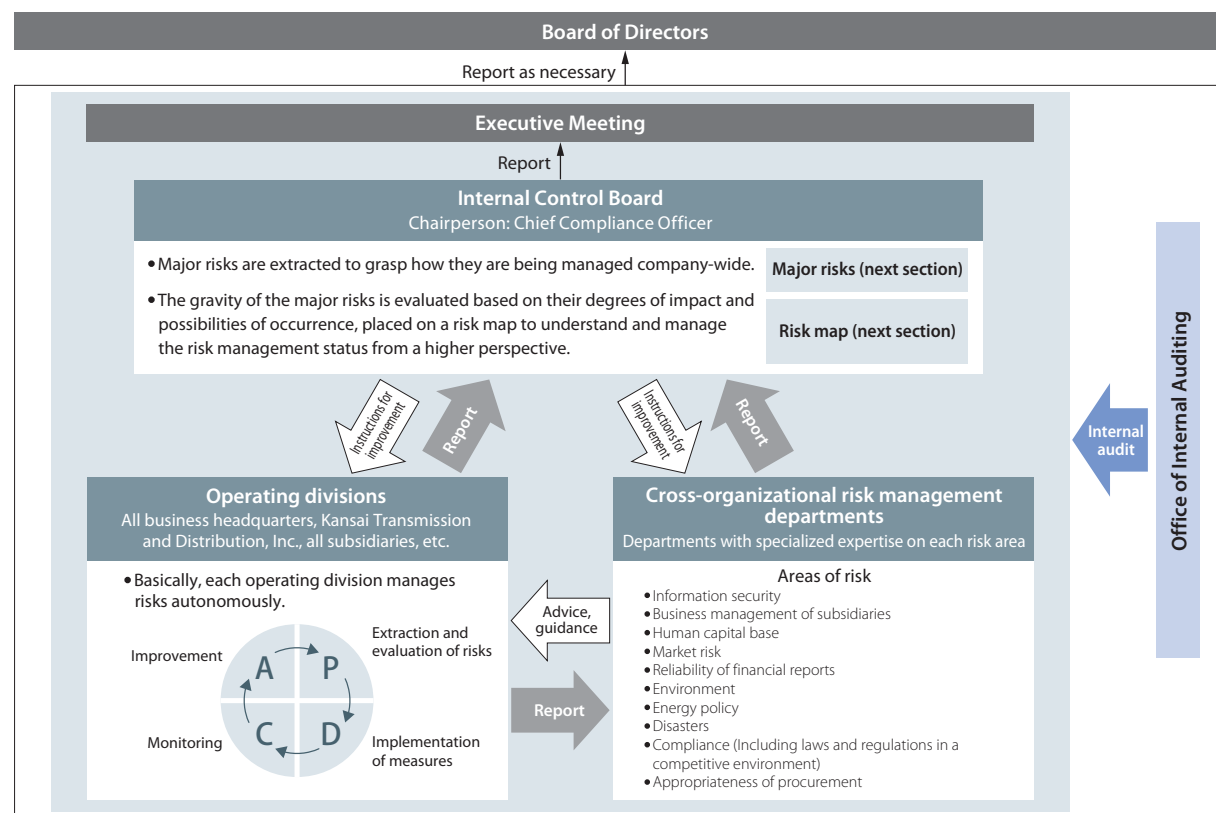 Board of Directors
Report as necessary
Executive Meeting
Report
Internal Control Board
Chairperson: Chief Compliance Officer
•Major risks are extracted to grasp how they are being managed company-wide.
•The gravity of the major risks is evaluated based on their degrees of impact and
possibilities of occurrence, placed on a risk map to understand and manage
the risk management status from a higher perspective.
Major risks (next section)
Risk map (next section)
Instructions for
improvement
Report
Instructions for
improvement
Report
Internal
audit
Office of Internal Auditing
Operating divisions
All business headquarters, Kansai Transmission
and Distribution, Inc., all subsidiaries, etc.
•Basically, each operating division manages
risks autonomously.
Improvement
Extraction and
evaluation of risks
A P
C D
Monitoring
Implementation
of measures
Advice,
guidance
Report
Cross-organizational risk management
departments
Departments with specialized expertise on each risk area
Areas of risk
•Information security
•Business management of subsidiaries
•Human capital base
•Market risk
•Reliability of financial reports
•Environment
•Energy policy
•Disasters
•Compliance (Including laws and regulations in a
competitive environment)
•Appropriateness of procurement